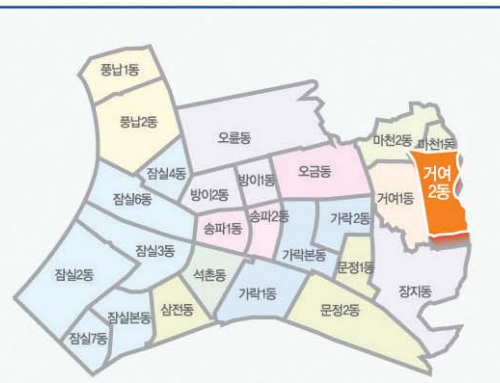 풍납1동
풍납2동
오륜동
마천2동
마천1동
잠실4동
방이2동
방이1동
오금동
거여1동
거여
2동
잠실6동
송파1동
송파2동
가락2동
잠실3동
가락본동
문정1동
잠실2동
석촌동
가락1동
장지동
잠실본동
삼전동
문정2동
잠실7동